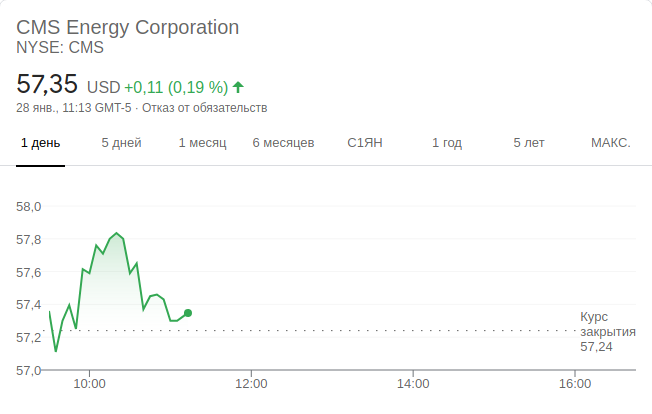 CMS Energy Corporation
NYSE: CMS
57,35 USD +0,11 (0,19 %)
28 янв., 11:13 GMT-5 · Отказ от обязательств
1 день 5 дней 1 месяц 6 месяцев С1ЯН 1 год 5 лет МАКС.
58,0
57,8
57,6
57,4
57,2
57,0
Курс
закрытия
57,24
10:00 12:00 14:00 16:00